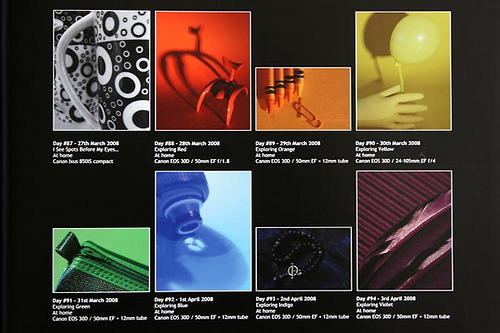 Day #87 - 27th March 2008
I See Spots Before My Eyes...
At home
Canon Ixus 850IS compact
Day #88 - 28th March 2008
Exploring Red
At home
Canon EOS 30D / 50mm EF f/1.8
Day #89 - 29th March 2008
Exploring Orange
At home
Canon EOS 30D / 50mm EF + 12mm tube
Day #90 - 30th March 2008
Exploring Yellow
At home
Canon EOS 30D / 24-105mm EF f/4
Day #91 - 31st March 2008
Exploring Green
At home
Canon EOS 30D / 50mm EF + 12mm tube
Day #92 - 1st April 2008
Exploring Blue
At home
Canon EOS 30D / 50mm EF + 12mm tube
Day #93 - 2nd April 2008
Exploring Indigo
At home
Canon EOS 30D / 50mm EF + 12mm tube
Day #94 - 3rd April 2008
Exploring Violet
At home
Canon EOS 30D / 50mm EF + 12mm tube